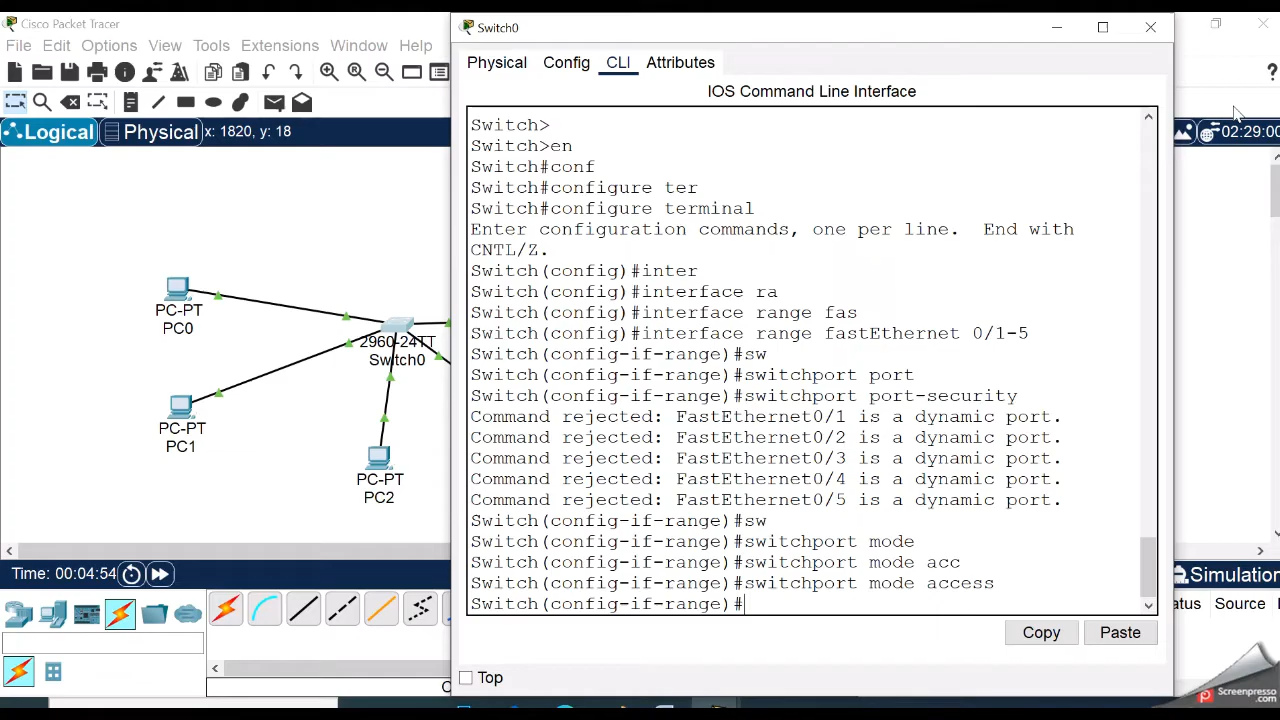 Cisco Packet Tracer
File Edit Options View Tools Extensions Window Help
Logical Physical x: 1820, y: 18
PC-PT
PC0
PC-PT
PC1
2960-24TT
Switch0
PC-PT
PC2
Time: 00:04:54
Switch0
Physical Config CLI Attributes
IOS Command Line Interface
Switch>
Switch>en
Switch#conf
Switch#configure ter
Switch#configure terminal
Enter configuration commands, one per line.  End with
CNTL/Z.
Switch(config)#inter
Switch(config)#interface ra
Switch(config)#interface range fas
Switch(config)#interface range fastEthernet 0/1-5
Switch(config-if-range)#sw
Switch(config-if-range)#switchport port
Switch(config-if-range)#switchport port-security
Command rejected: FastEthernet0/1 is a dynamic port.
Command rejected: FastEthernet0/2 is a dynamic port.
Command rejected: FastEthernet0/3 is a dynamic port.
Command rejected: FastEthernet0/4 is a dynamic port.
Command rejected: FastEthernet0/5 is a dynamic port.
Switch(config-if-range)#sw
Switch(config-if-range)#switchport mode
Switch(config-if-range)#switchport mode acc
Switch(config-if-range)#switchport mode access
Switch(config-if-range)#
Copy Paste
Top
?
02:29:00
Simulation
atus Source
Screenpresso
.com